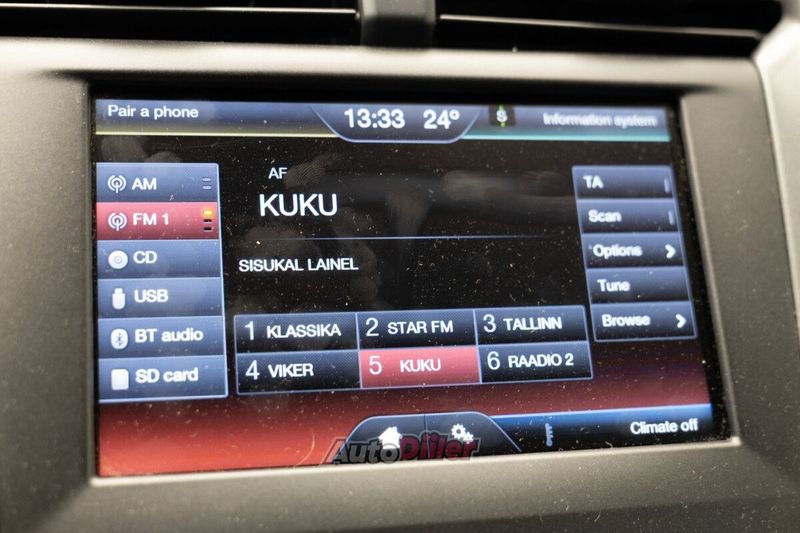 Pair a phone
13:33 24° S
Information system
AM
FM 1
CD
USB
BT audio
SD card
AF
KUKU
SISUKAL LAINEL
1 KLASSIKA 2 STAR FM 3 TALLINN
4 VIKER 5 KUKU 6 RAADIO 2
TA
Scan
Options
Tune
Browse
Climate off
AutoDiiler